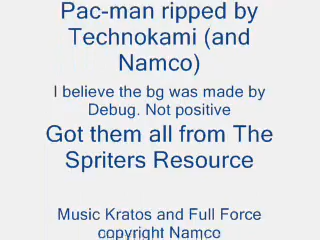 Pac-man ripped by
Technokami (and
Namco)
I believe the bg was made by
Debug. Not positive
Got them all from The
Spriters Resource
Music Kratos and Full Force
copyright Namco